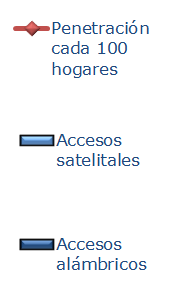 Penetración
cada 100
hogares
Accesos
satelitales
Accesos
alámbricos